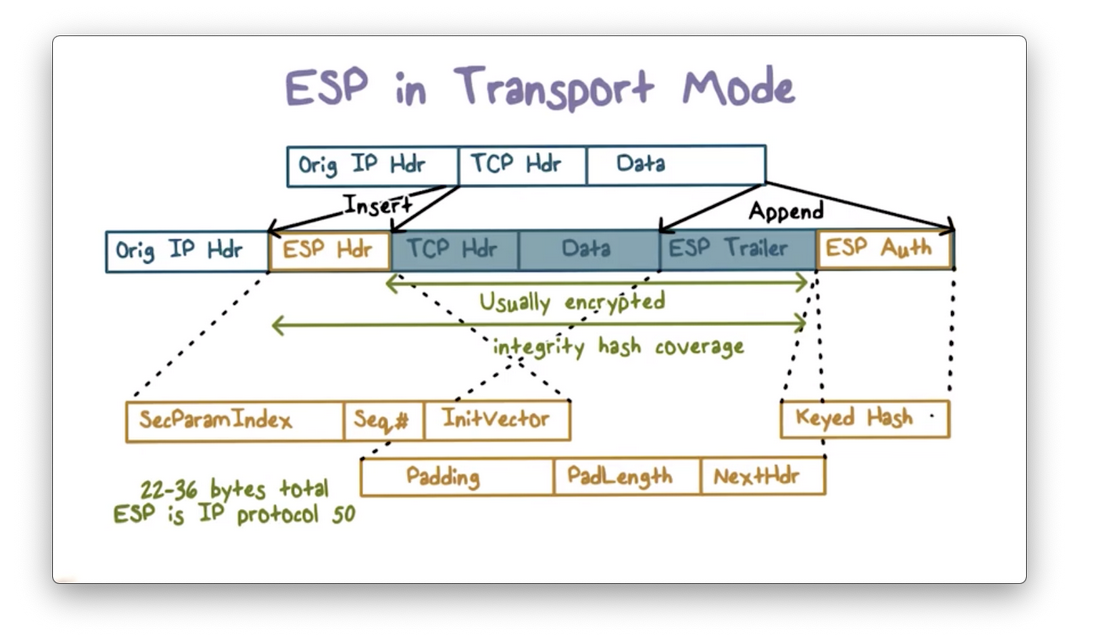 ESP in Transport Mode
Orig IP Hdr TCP Hdr Data
Insert Append
Orig IP Hdr ESP Hdr TCP Hdr Data ESP Trailer ESP Auth
Usually encrypted
integrity hash coverage
SecParamIndex Seq# InitVector Keyed Hash
Padding PadLength NextHdr
22-36 bytes total
ESP is IP protocol 50